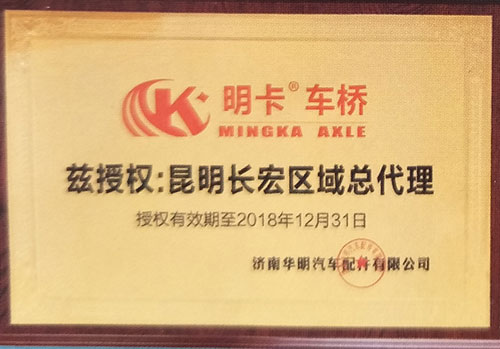 明卡®车桥
MINGKA AXLE
兹授权:昆明长宏区域总代理
授权有效期至2018年12月31日
济南华明汽车配件有限公司